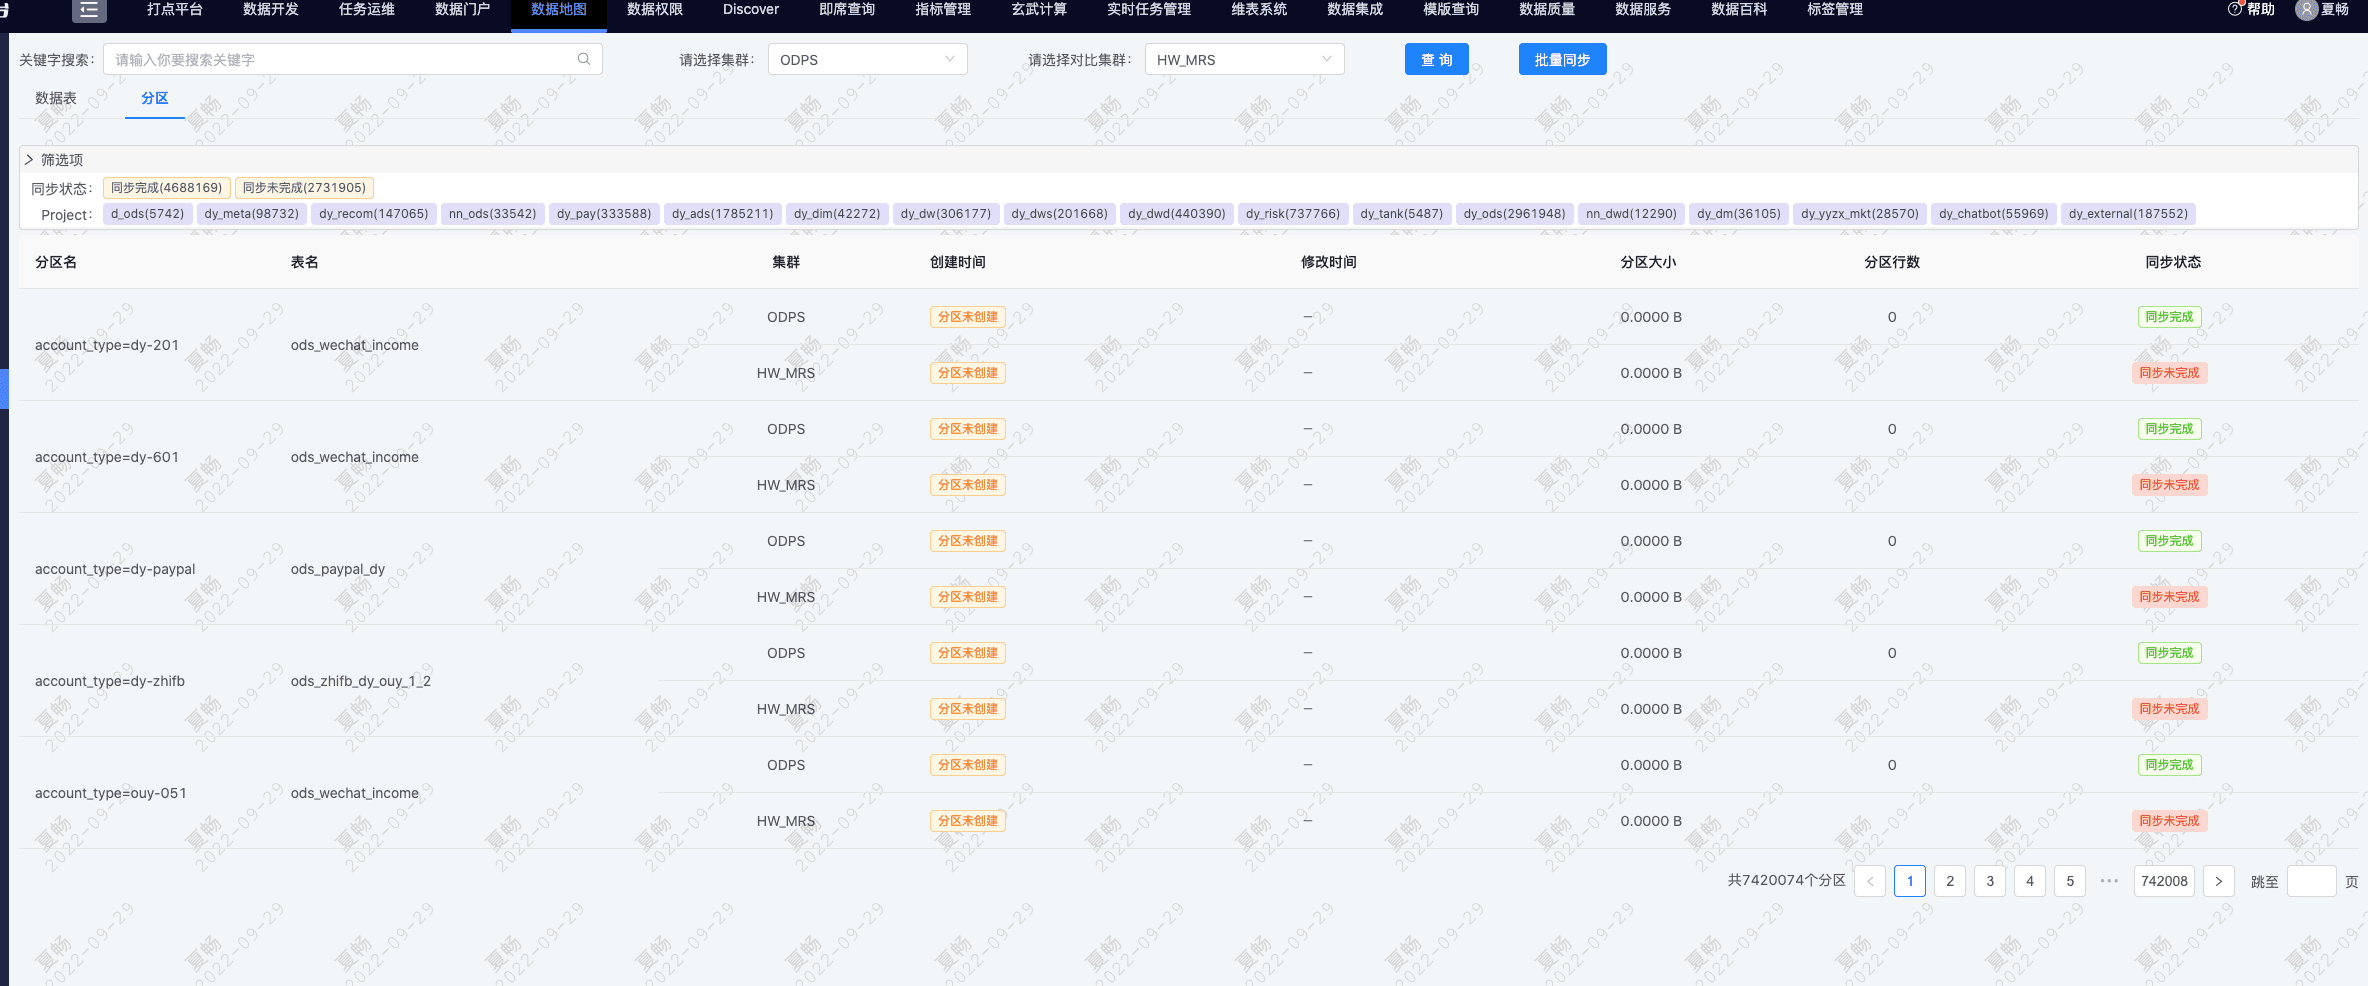 打点平台 数据开发 任务运维 数据门户 数据地图 数据权限 Discover 即席查询 指标管理 玄武计算 实时任务管理 维表系统 数据集成 模版查询 数据质量 数据服务 数据百科 标签管理 帮助 夏畅
关键字搜索: 请输入你要搜索关键字 请选择集群: ODPS 请选择对比集群: HW_MRS 查 询 批量同步
数据表 分区
筛选项
同步状态: 同步完成(4688169) 同步未完成(2731905)
Project: d_ods(5742) dy_meta(98732) dy_recom(147065) nn_ods(33542) dy_pay(333588) dy_ads(1785211) dy_dim(42272) dy_dw(306177) dy_dws(201668) dy_dwd(440390) dy_risk(737766) dy_tank(5487) dy_ods(2961948) nn_dwd(12290) dy_dm(36105) dy_yyzx_mkt(28570) dy_chatbot(55969) dy_external(187552)
分区名 表名 集群 创建时间 修改时间 分区大小 分区行数 同步状态
ODPS 分区未创建 — 0.0000 B 0 同步完成
account_type=dy-201 ods_wechat_income
HW_MRS 分区未创建 — 0.0000 B 同步未完成
ODPS 分区未创建 — 0.0000 B 0 同步完成
account_type=dy-601 ods_wechat_income
HW_MRS 分区未创建 — 0.0000 B 同步未完成
ODPS 分区未创建 — 0.0000 B 0 同步完成
account_type=dy-paypal ods_paypal_dy
HW_MRS 分区未创建 — 0.0000 B 同步未完成
ODPS 分区未创建 — 0.0000 B 0 同步完成
account_type=dy-zhifb ods_zhifb_dy_ouy_1_2
HW_MRS 分区未创建 — 0.0000 B 同步未完成
ODPS 分区未创建 — 0.0000 B 0 同步完成
account_type=ouy-051 ods_wechat_income
HW_MRS 分区未创建 — 0.0000 B 同步未完成
共7420074个分区 < 1 2 3 4 5 ••• 742008 > 跳至 页
夏畅
2022-09-29